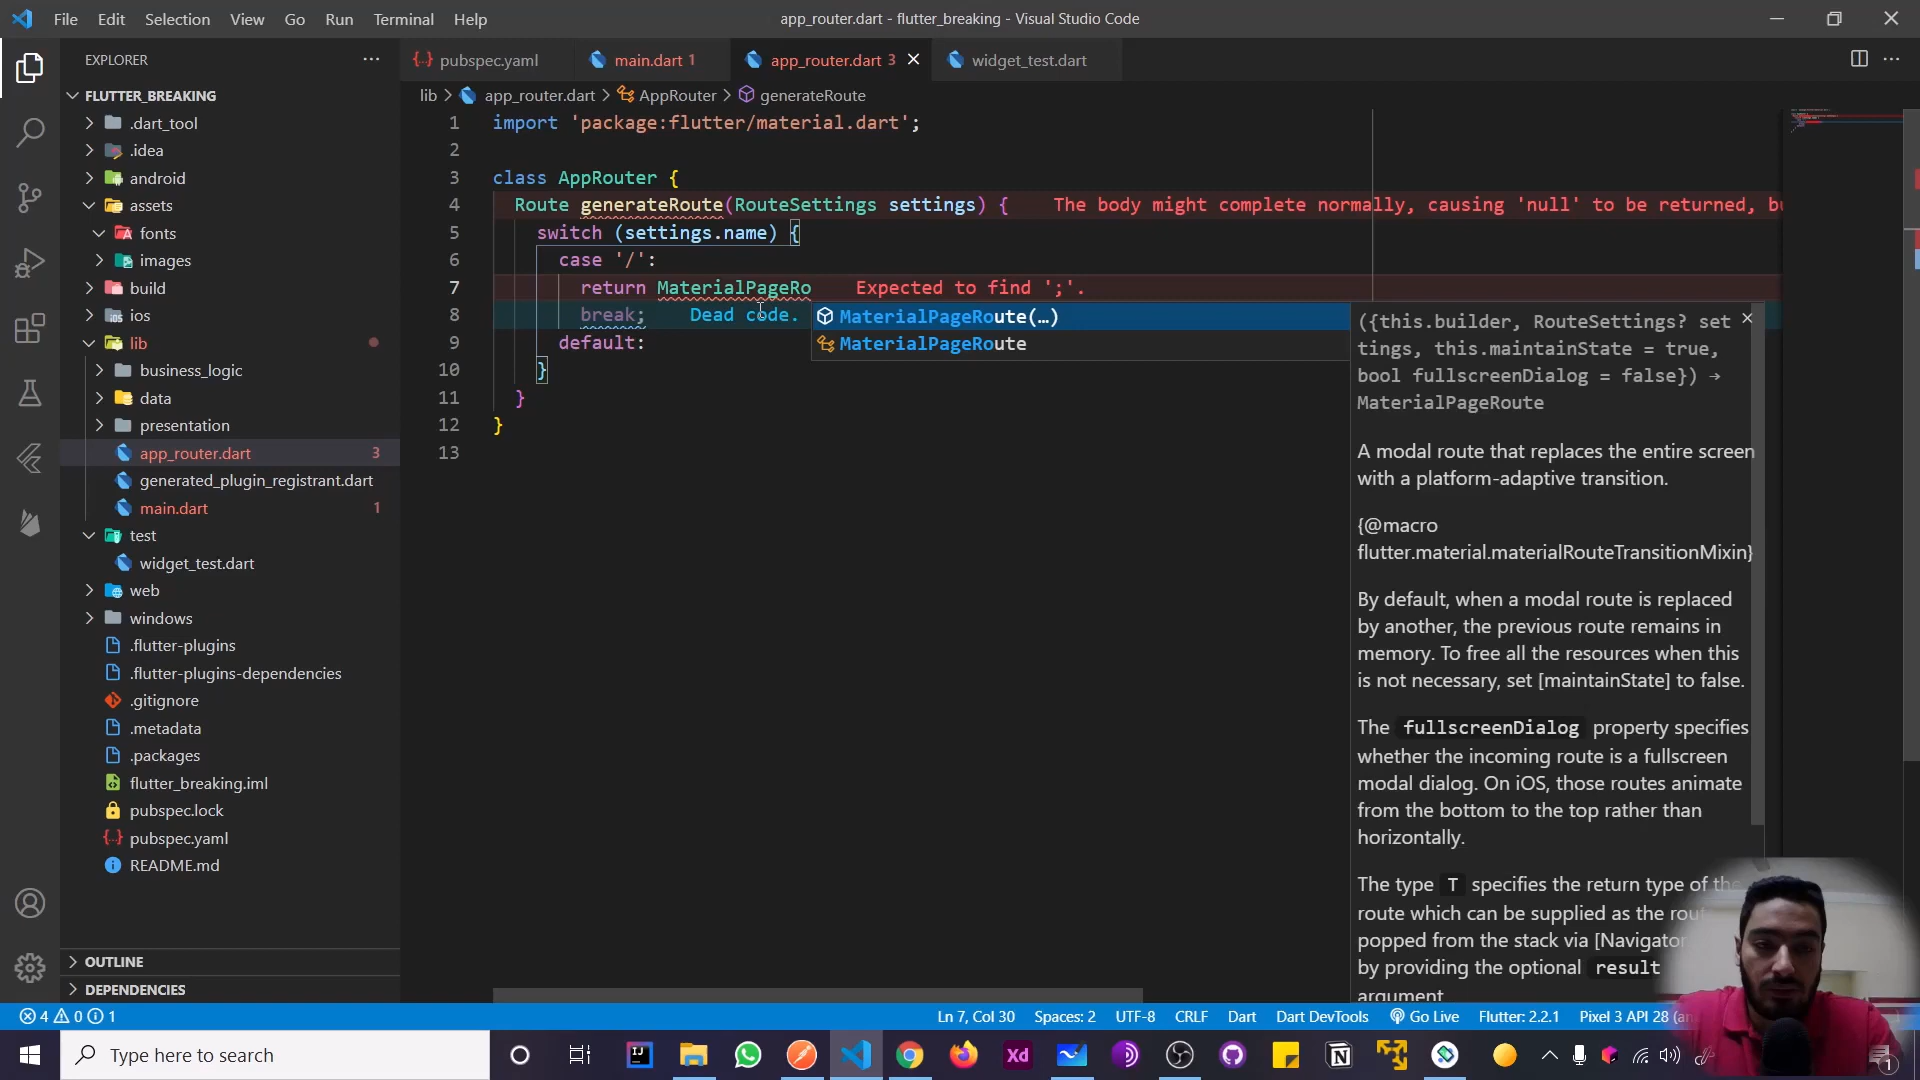 File Edit Selection View Go Run Terminal Help
app_router.dart - flutter_breaking - Visual Studio Code
EXPLORER
pubspec.yaml
main.dart 1
app_router.dart 3
widget_test.dart
FLUTTER_BREAKING
.dart_tool
.idea
android
assets
fonts
images
build
ios
lib
business_logic
data
presentation
app_router.dart 3
generated_plugin_registrant.dart
main.dart 1
test
widget_test.dart
web
windows
.flutter-plugins
.flutter-plugins-dependencies
.gitignore
.metadata
.packages
flutter_breaking.iml
pubspec.lock
pubspec.yaml
README.md
OUTLINE
DEPENDENCIES
lib > app_router.dart > AppRouter > generateRoute
1 import 'package:flutter/material.dart';
2
3 class AppRouter {
4 Route generateRoute(RouteSettings settings) { The body might complete normally, causing 'null' to be returned, bu
5 switch (settings.name) {
6 case '/':
7 return MaterialPageRo Expected to find ';'.
8 break; Dead code.
9 default:
10 }
11 }
12 }
13
MaterialPageRoute(…)
MaterialPageRoute
({this.builder, RouteSettings? set
tings, this.maintainState = true,
bool fullscreenDialog = false}) →
MaterialPageRoute
A modal route that replaces the entire screen
with a platform-adaptive transition.
{@macro
flutter.material.materialRouteTransitionMixin}
By default, when a modal route is replaced
by another, the previous route remains in
memory. To free all the resources when this
is not necessary, set [maintainState] to false.
The fullscreenDialog property specifies
whether the incoming route is a fullscreen
modal dialog. On iOS, those routes animate
from the bottom to the top rather than
horizontally.
The type T specifies the return type of the
route which can be supplied as the rou
popped from the stack via [Navigator
by providing the optional result
argument
4 0 1
Ln 7, Col 30 Spaces: 2 UTF-8 CRLF Dart Dart DevTools Go Live Flutter: 2.2.1 Pixel 3 API 28 (an
Type here to search
IJ
Xd
N
1